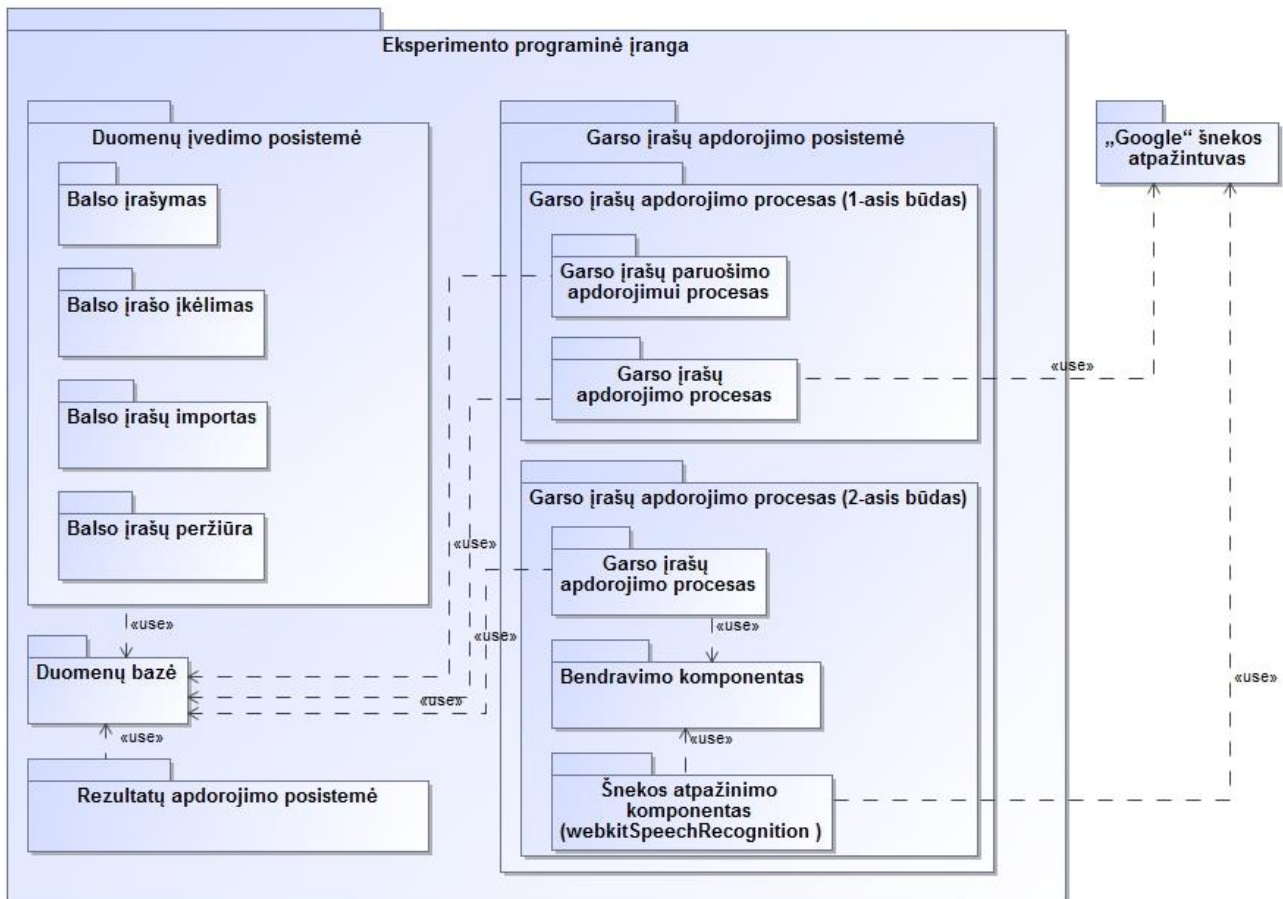 Eksperimento programinė įranga
Duomenų įvedimo posistemė
Balso įrašymas
Balso įrašo įkėlimas
Balso įrašų importas
Balso įrašų peržiūra
«use»
Duomenų bazė
«use»
Rezultatų apdorojimo posistemė
Garso įrašų apdorojimo posistemė
Garso įrašų apdorojimo procesas (1-asis būdas)
Garso įrašų paruošimo
apdorojimui procesas
Garso įrašų
apdorojimo procesas
«use»
«use»
«use»
Garso įrašų apdorojimo procesas (2-asis būdas)
Garso įrašų
apdorojimo procesas
«use»
Bendravimo komponentas
«use»
Šnekos atpažinimo
komponentas
(webkitSpeechRecognition )
„Google“ šnekos
atpažintuvas
«use»
«use»